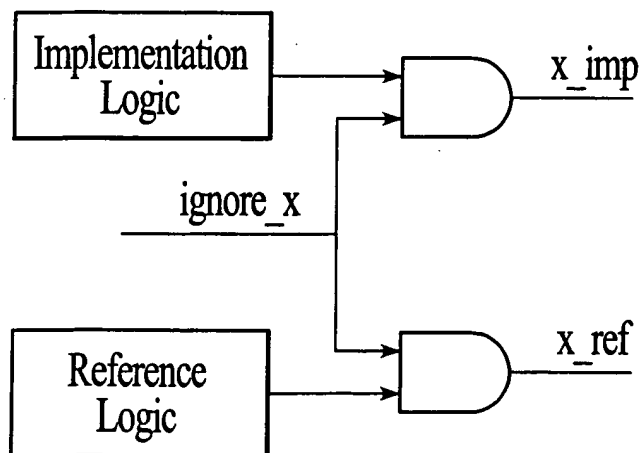 Implementation
Logic
x_imp
ignore_x
x_ref
Reference
Logic